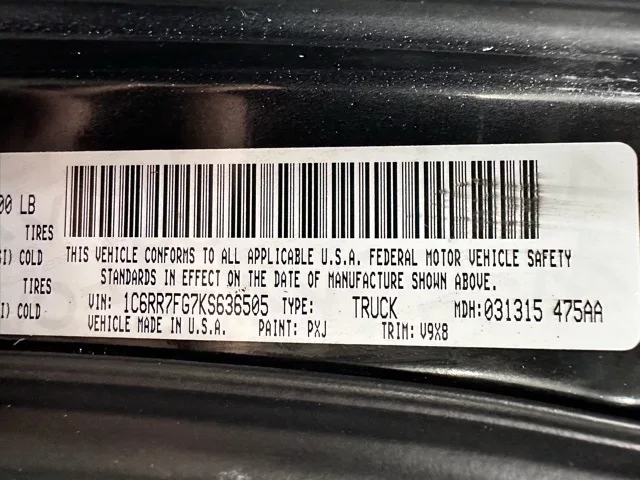 00 LB
TIRES
SI) COLD
TIRES
SI) COLD
THIS VEHICLE CONFORMS TO ALL APPLICABLE U.S.A. FEDERAL MOTOR VEHICLE SAFETY
STANDARDS IN EFFECT ON THE DATE OF MANUFACTURE SHOWN ABOVE.
VIN: 1C6RR7FG7KS636505 TYPE: TRUCK MDH:031315 475AA
VEHICLE MADE IN U.S.A. PAINT: PXJ TRIM: V9X8